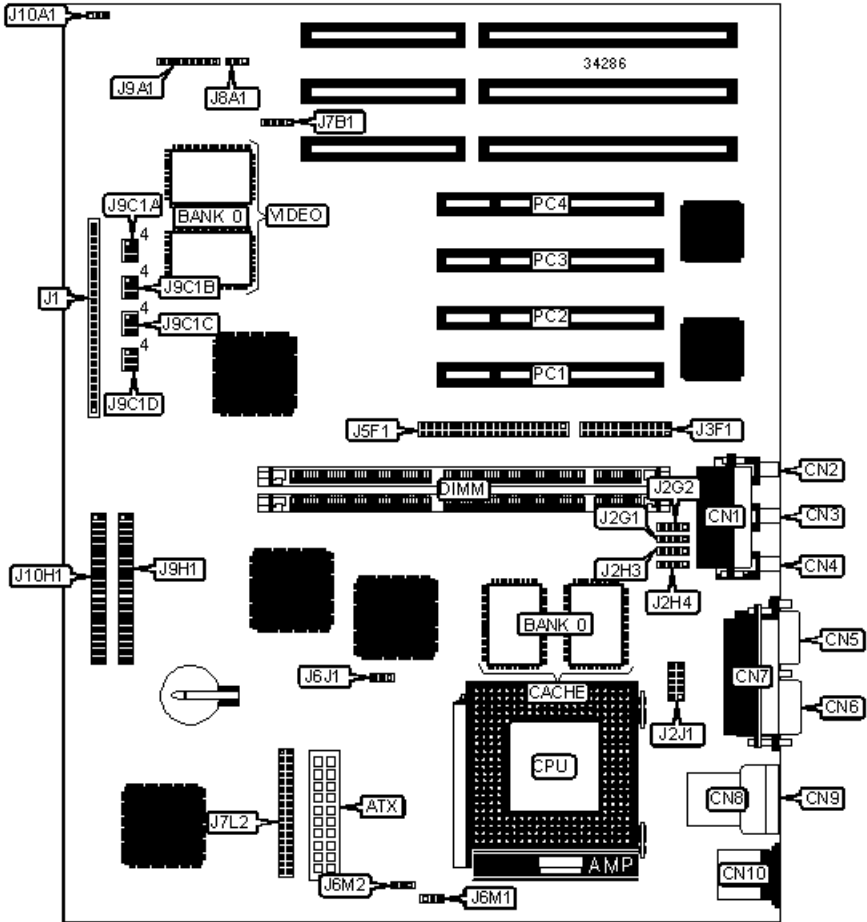 J10A1
34286
J9A1
J8A1
J7B1
J9C1A
4
BANK 0
VIDEO
PC4
4
J9C1B
PC3
J1
4
J9C1C
PC2
4
J9C1D
PC1
J5F1
J3F1
DIMM
J2G2
CN2
J2G1
CN1
CN3
J10H1
J9H1
J2H3
CN4
J2H4
BANK 0
CN5
J6J1
CACHE
CN7
CN6
J2J1
CPU
ATX
CN8
CN9
J7L2
AMP
CN10
J6M2
J6M1